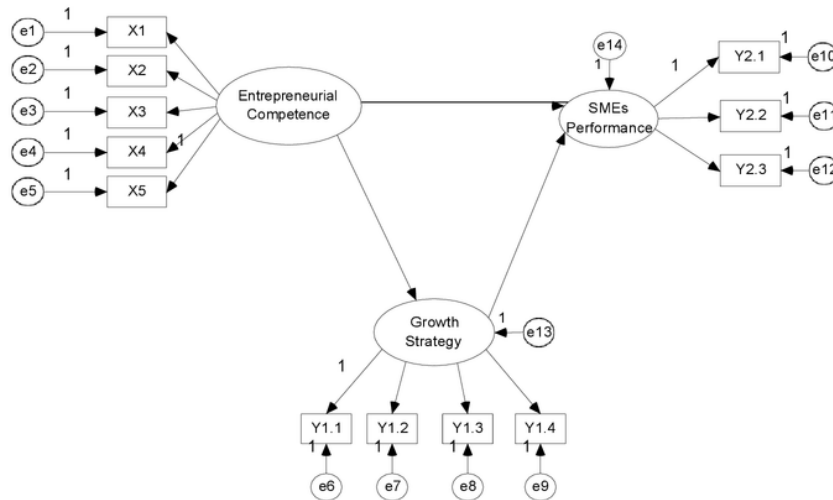 e1 1 X1
e2 1 X2
e3 1 X3
e4 1 X4 1
e5 1 X5
Entrepreneurial
Competence
e14
1
SMEs
Performance
1 Y2.1 1 e10
Y2.2 1 e11
Y2.3 1 e12
Growth
Strategy
1 e13
1
Y1.1 Y1.2 Y1.3 Y1.4
1 1 1 1
e6 e7 e8 e9